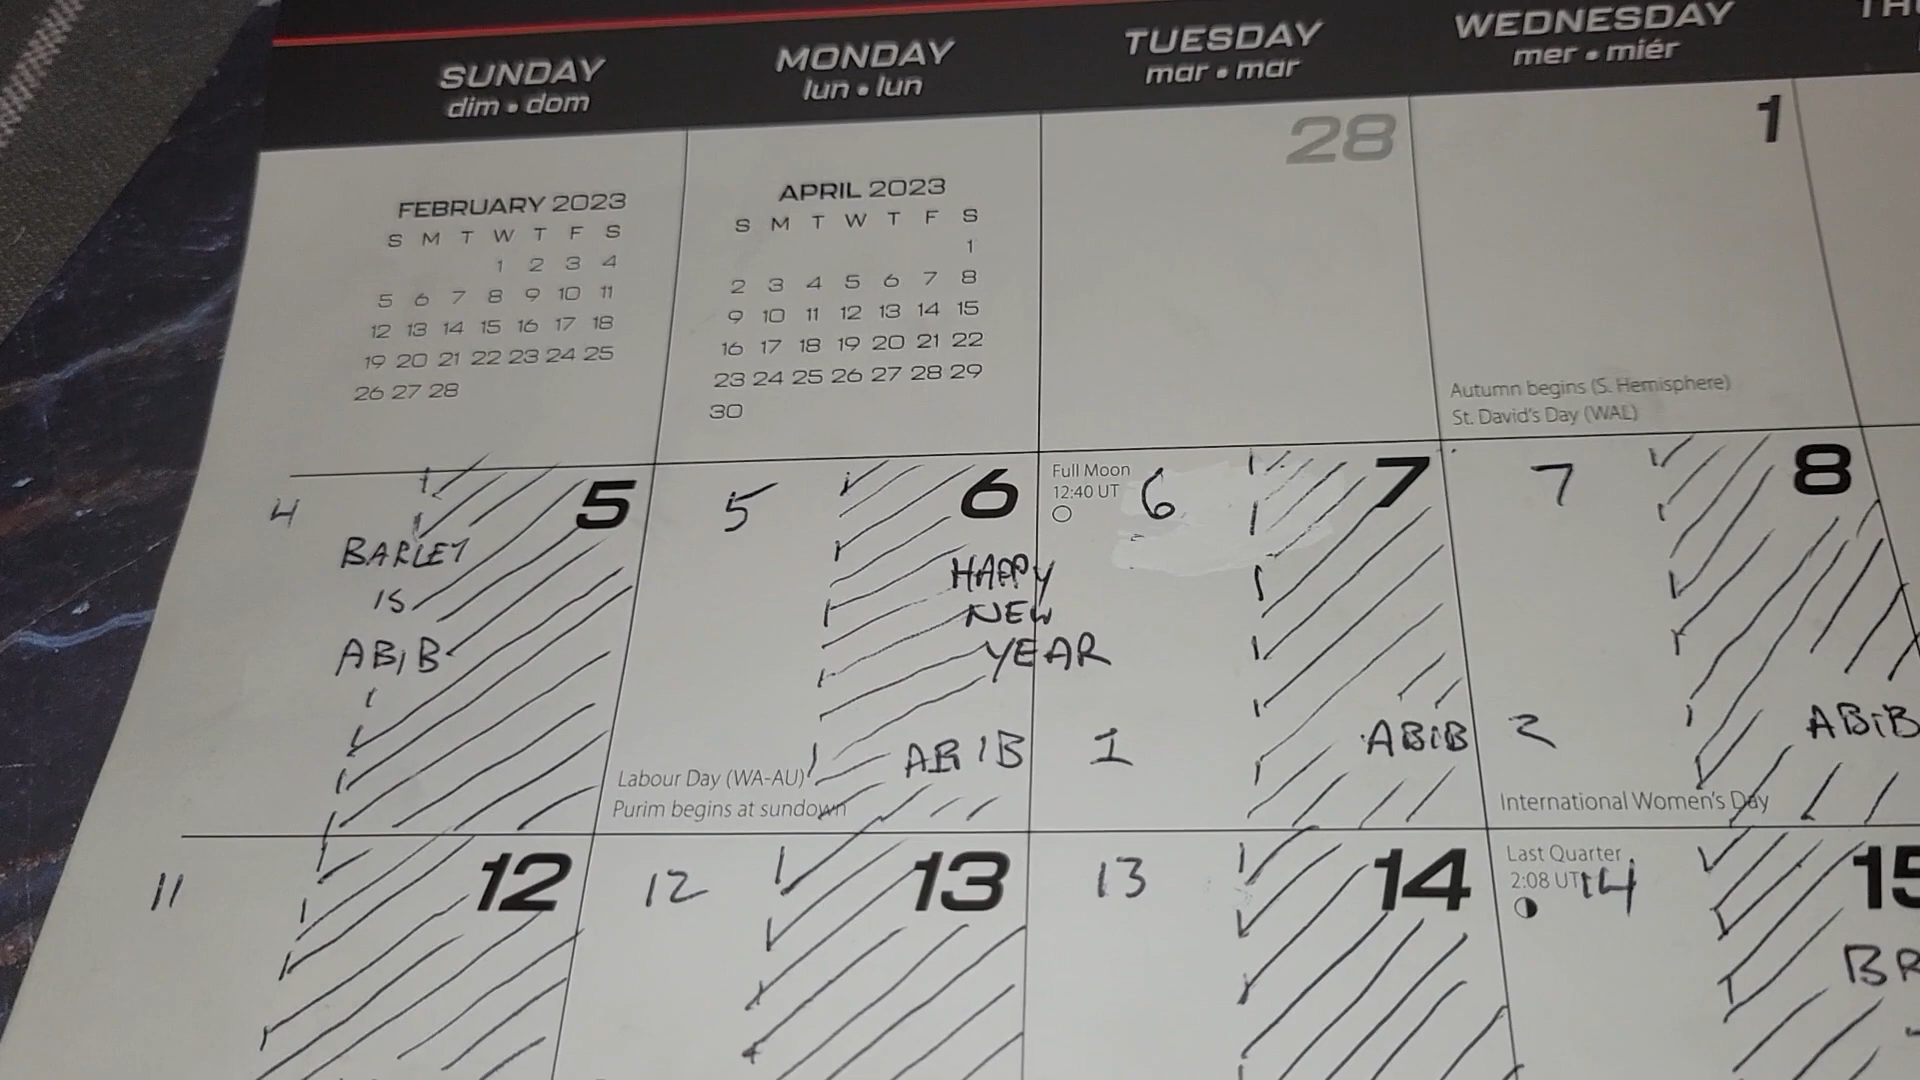 SUNDAY
dim • dom
MONDAY
lun • lun
TUESDAY
mar • mar
WEDNESDAY
mer • miér
FEBRUARY 2023
S M T W T F S
1 2 3 4
5 6 7 8 9 10 11
12 13 14 15 16 17 18
19 20 21 22 23 24 25
26 27 28
APRIL 2023
S M T W T F S
1
2 3 4 5 6 7 8
9 10 11 12 13 14 15
16 17 18 19 20 21 22
23 24 25 26 27 28 29
30
28
1
Autumn begins (S. Hemisphere)
St. David's Day (WAL)
4
5
BARLEY
IS
ABIB
5
6
Labour Day (WA-AU)
Purim begins at sundown
ABIB
HAPPY
NEW
YEAR
Full Moon
12:40 UT
6
7
1
ABIB
7
8
2
ABIB
International Women's Day
11
12
12
13
13
14
Last Quarter
2:08 UT
14
15